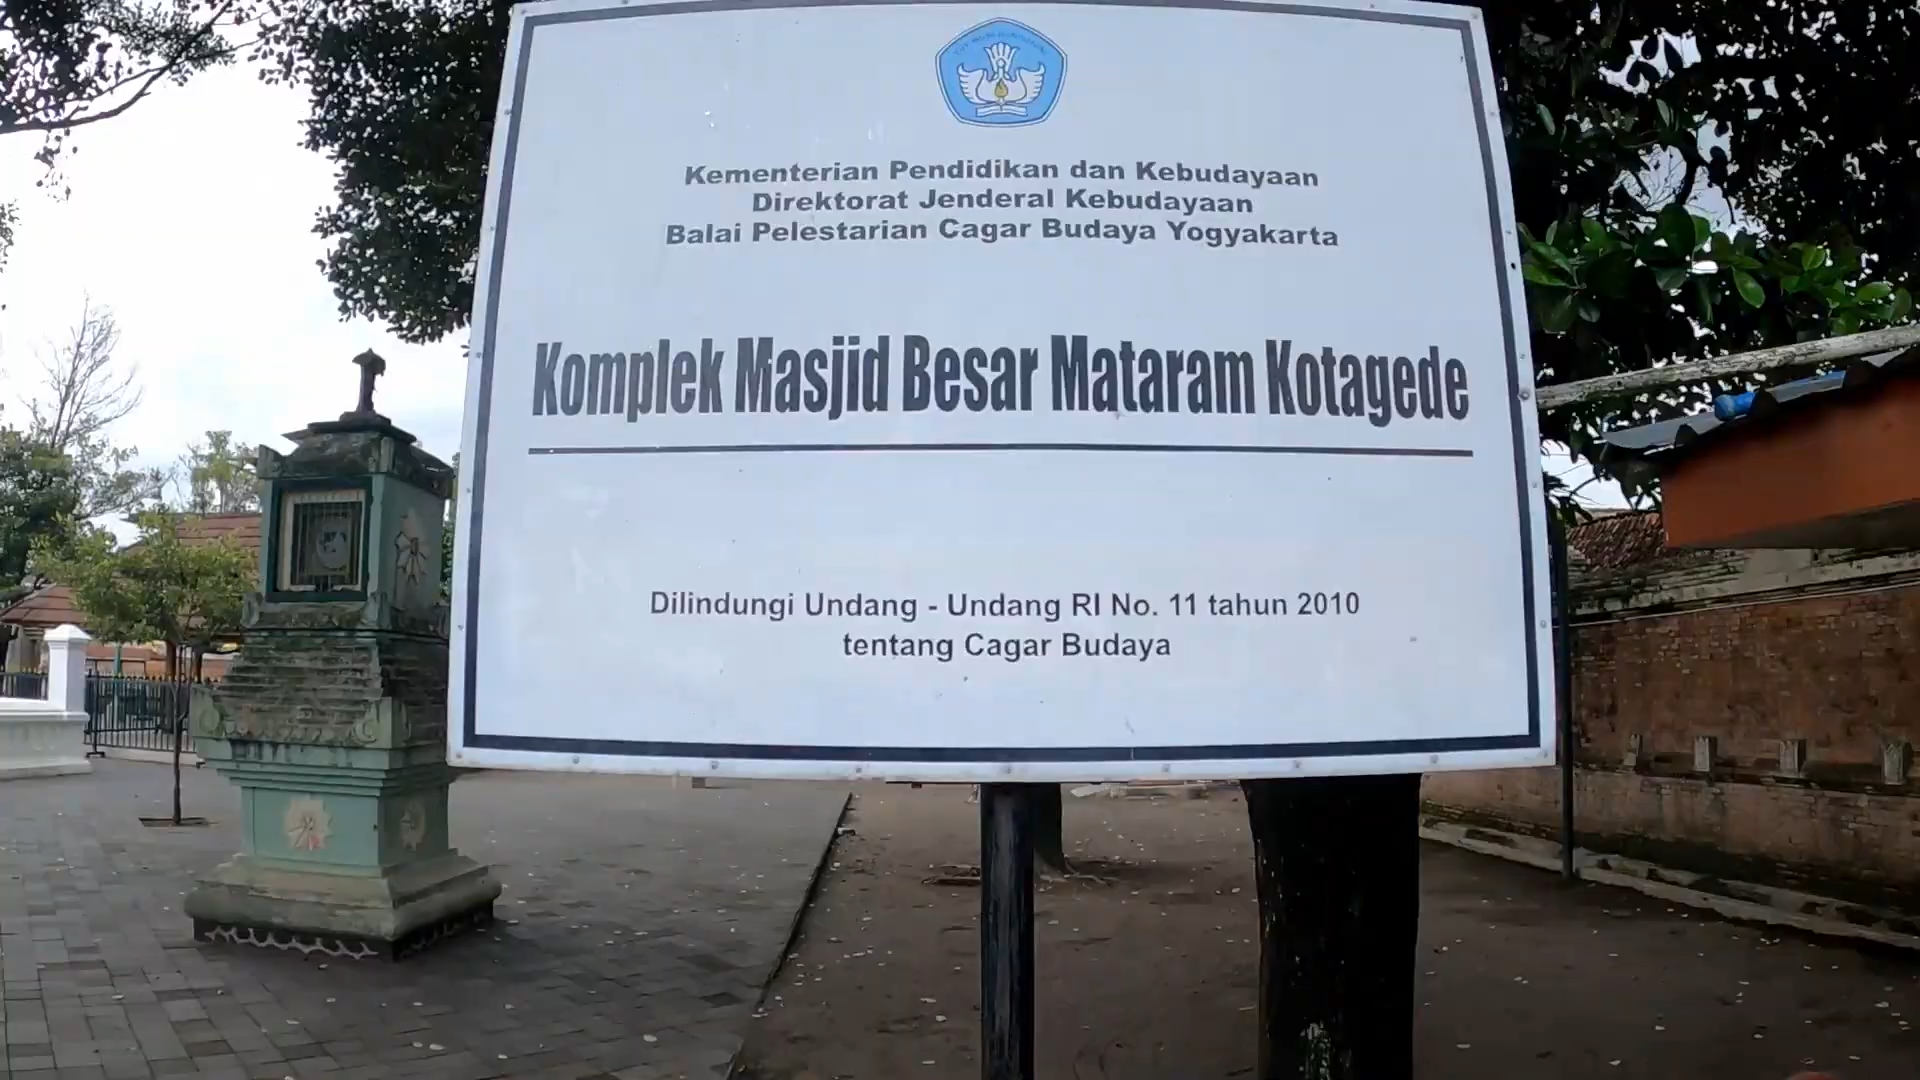 Kementerian Pendidikan dan Kebudayaan
Direktorat Jenderal Kebudayaan
Balai Pelestarian Cagar Budaya Yogyakarta
Komplek Masjid Besar Mataram Kotagede
Dilindungi Undang - Undang RI No. 11 tahun 2010
tentang Cagar Budaya